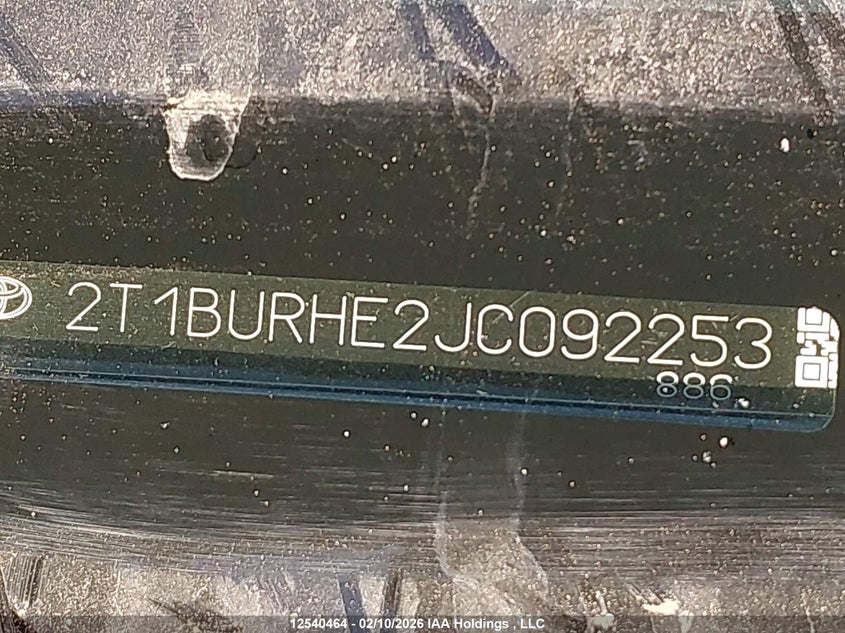 2T1BURHE2JC092253
886
12540464 - 02/10/2026 IAA Holdings , LLC